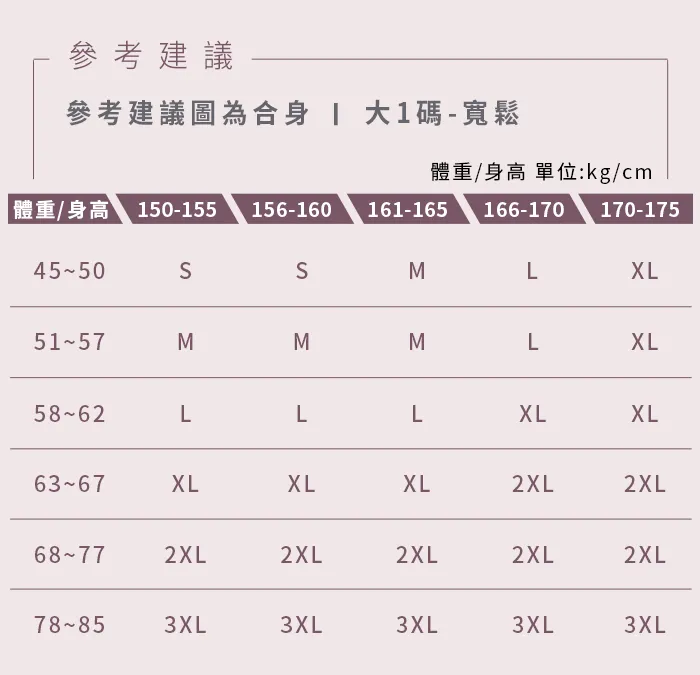 參考建議
參考建議圖為合身 | 大1碼-寬鬆
體重/身高 單位:kg/cm
體重/身高 150-155 156-160 161-165 166-170 170-175
45~50 S S M L XL
51~57 M M M L XL
58~62 L L L XL XL
63~67 XL XL XL 2XL 2XL
68~77 2XL 2XL 2XL 2XL 2XL
78~85 3XL 3XL 3XL 3XL 3XL